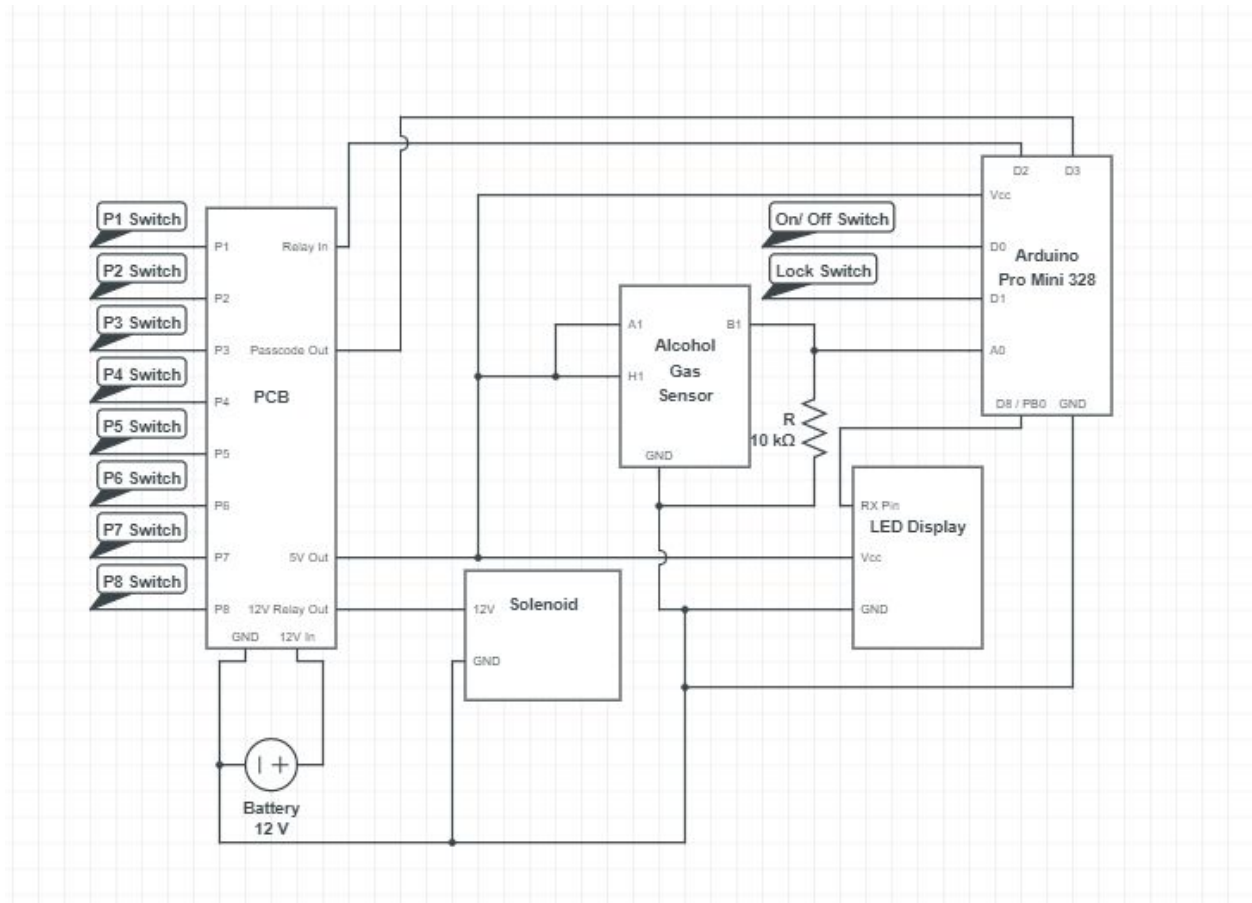 D2
D3
Vcc
P1 Switch
On/ Off Switch
P1
Relay In
D0
Arduino
Pro Mini 328
P2 Switch
Lock Switch
P2
D1
P3 Switch
A1
B1
Alcohol
Gas
Sensor
P3
Passcode Out
A0
P4 Switch
H1
PCB
P4
D8 / PB0
GND
R
10 kΩ
P5 Switch
P5
GND
P6 Switch
P6
RX Pin
LED Display
P7 Switch
P7
5V Out
Vcc
P8 Switch
Solenoid
P8
12V Relay Out
12V
GND
GND
12V In
GND
Battery
12 V